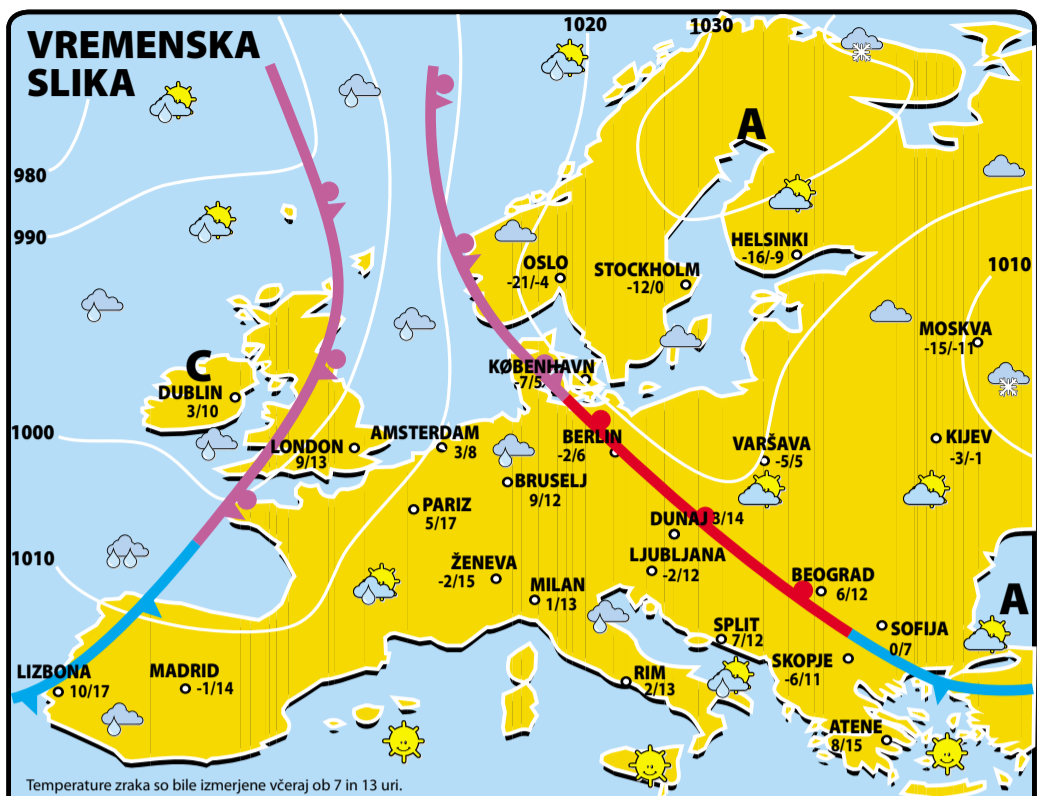 VREMENSKA
SLIKA
1020
1030
980
990
A
HELSINKI
-16/-9
OSLO
-21/-4
STOCKHOLM
-12/0
1010
MOSKVA
-15/-11
C
DUBLIN
3/10
KØBENHAVN
-7/5
1000
LONDON
9/13
AMSTERDAM
3/8
BERLIN
-2/6
VARŠAVA
-5/5
KIJEV
-3/-1
BRUSELJ
9/12
PARIZ
5/17
DUNAJ 3/14
1010
ŽENEVA
-2/15
LJUBLJANA
-2/12
MILAN
1/13
BEOGRAD
6/12
A
SPLIT
7/12
SOFIJA
0/7
SKOPJE
-6/11
LIZBONA
10/17
MADRID
-1/14
RIM
2/13
ATENE
8/15
Temperature zraka so bile izmerjene včeraj ob 7 in 13 uri.